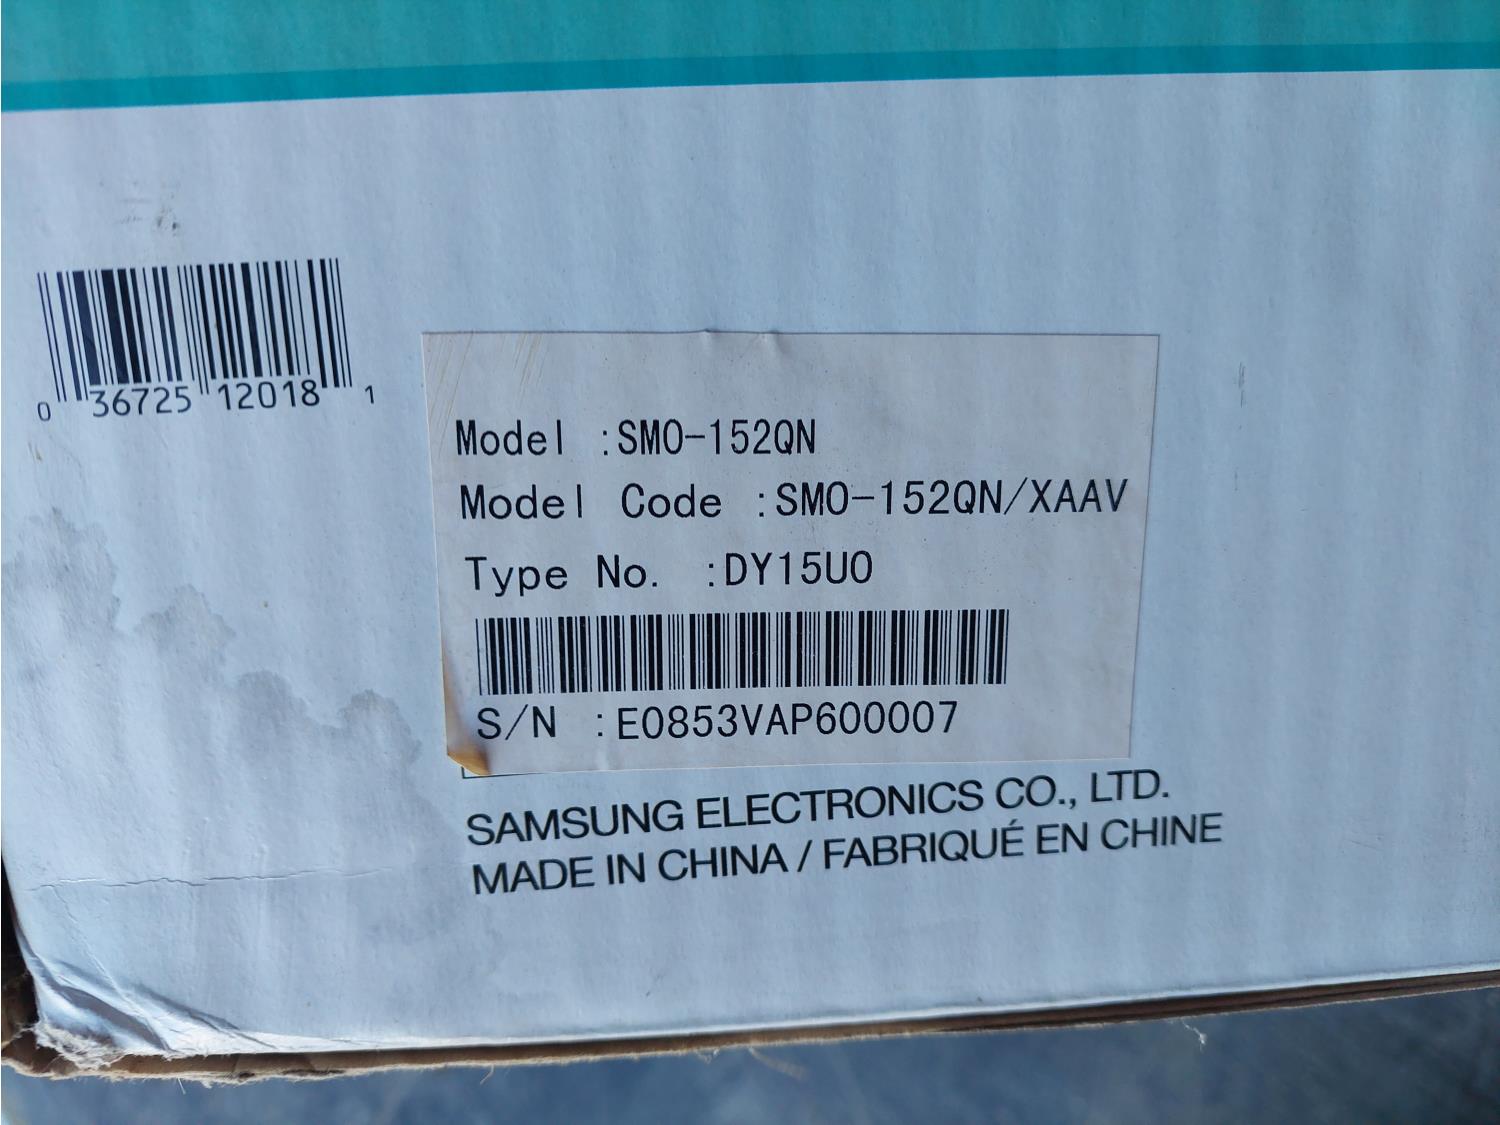 0 36725 12018 1
Model :SMO-152QN
Model Code :SMO-152QN/XAAV
Type No. :DY15UO
S/N :E0853VAP600007
SAMSUNG ELECTRONICS CO., LTD.
MADE IN CHINA / FABRIQUÉ EN CHINE